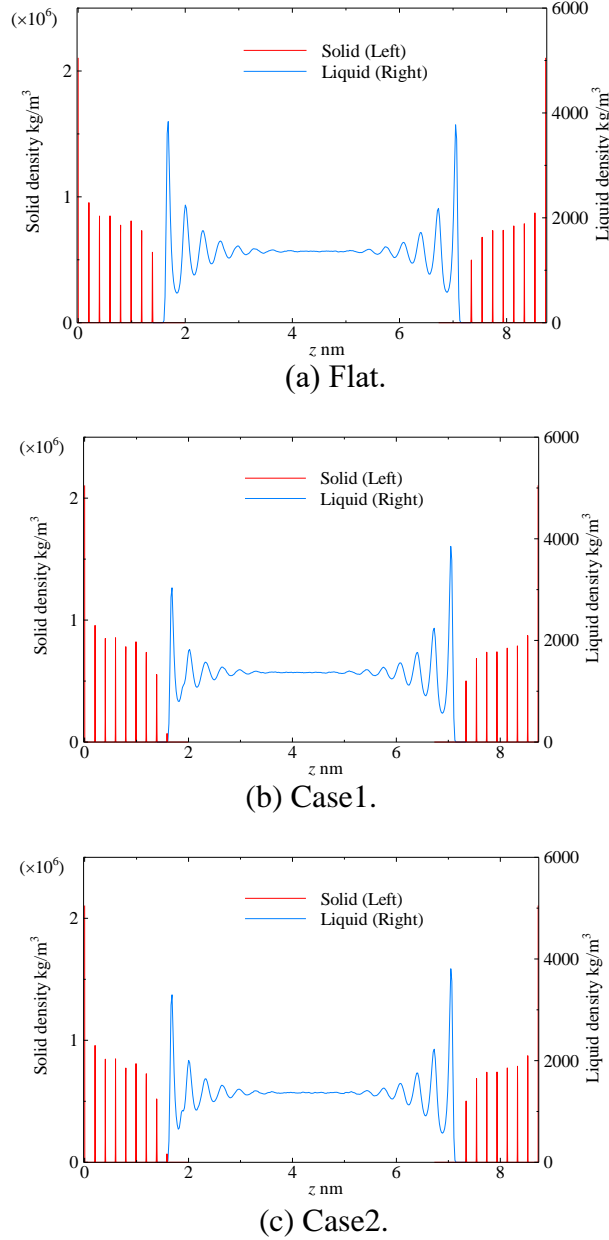 (×10⁶)
6000
Solid (Left)
Liquid (Right)
2
4000
1
2000
0
0
Solid density kg/m³
Liquid density kg/m³
0 2 4 6 8
z nm
(a) Flat.
(×10⁶)
6000
Solid (Left)
Liquid (Right)
2
4000
1
2000
0
0
Solid density kg/m³
Liquid density kg/m³
0 2 4 6 8
z nm
(b) Case1.
(×10⁶)
6000
Solid (Left)
Liquid (Right)
2
4000
1
2000
0
0
Solid density kg/m³
Liquid density kg/m³
0 2 4 6 8
z nm
(c) Case2.